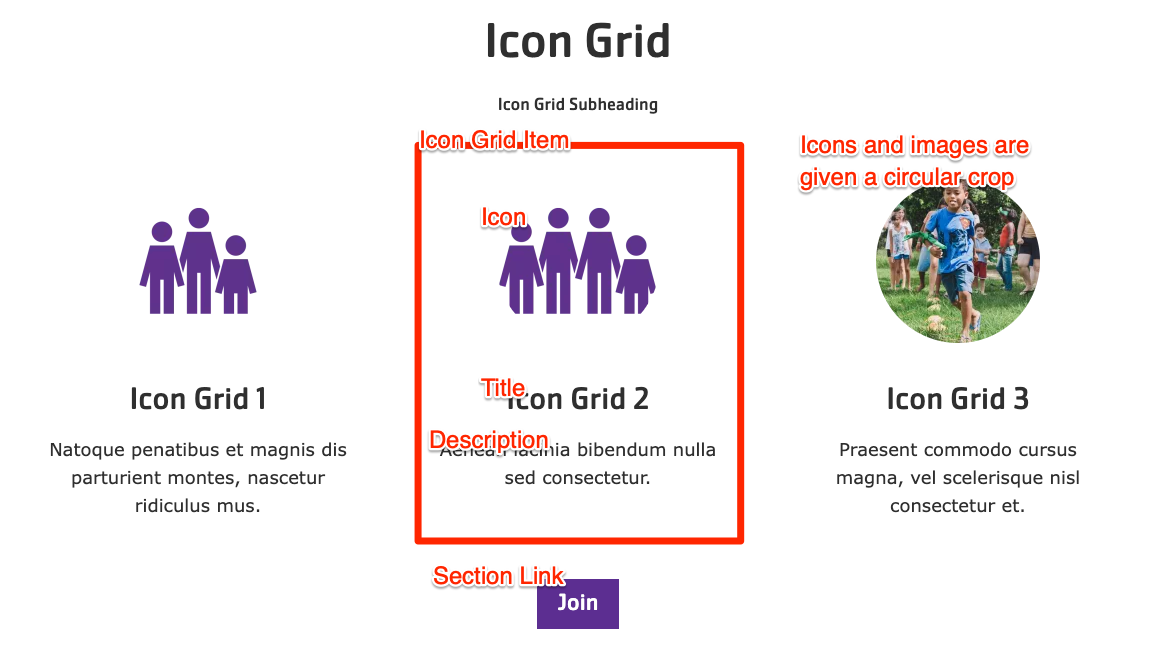 Icon Grid
Icon Grid Subheading
Icon Grid Item
Icons and images are
given a circular crop
Icon
Icon Grid 1
Title
Icon Grid 2
Icon Grid 3
Natoque penatibus et magnis dis
parturient montes, nascetur
ridiculus mus.
Description
lacinia bibendum nulla
sed consectetur.
Praesent commodo cursus
magna, vel scelerisque nisl
consectetur et.
Section Link
Join